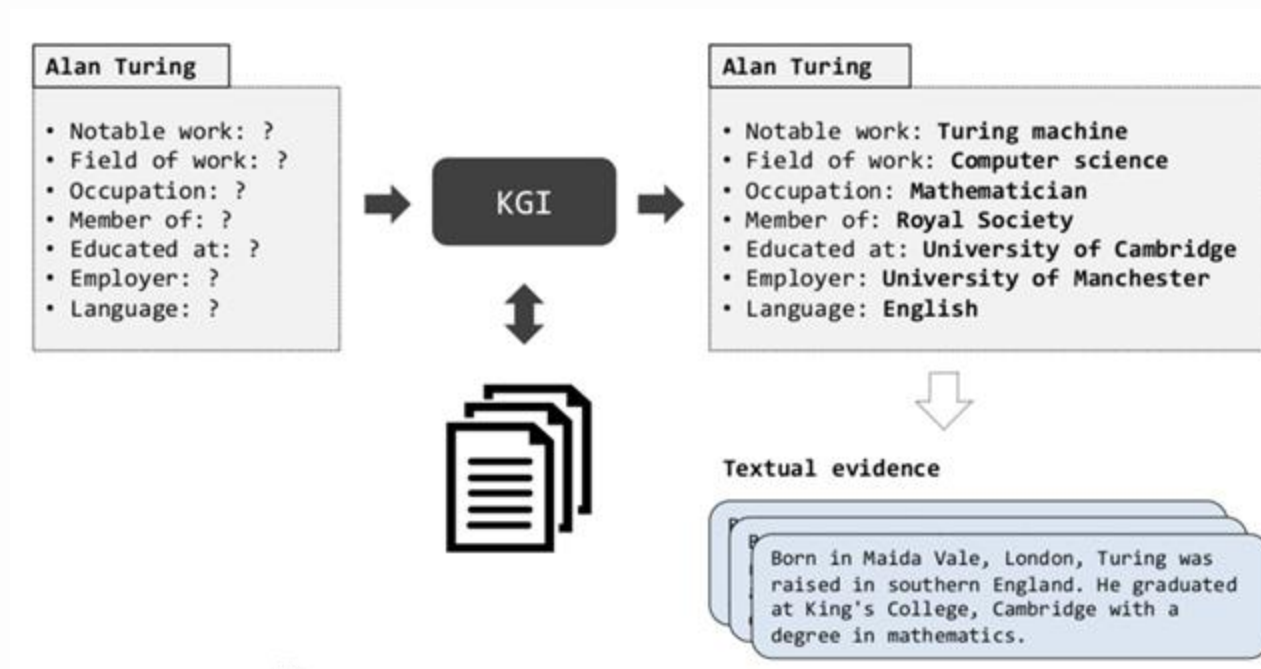 Alan Turing
• Notable work: ?
• Field of work: ?
• Occupation: ?
• Member of: ?
• Educated at: ?
• Employer: ?
• Language: ?
KGI
Alan Turing
• Notable work: Turing machine
• Field of work: Computer science
• Occupation: Mathematician
• Member of: Royal Society
• Educated at: University of Cambridge
• Employer: University of Manchester
• Language: English
Textual evidence
Born in Maida Vale, London, Turing was
raised in southern England. He graduated
at King's College, Cambridge with a
degree in mathematics.